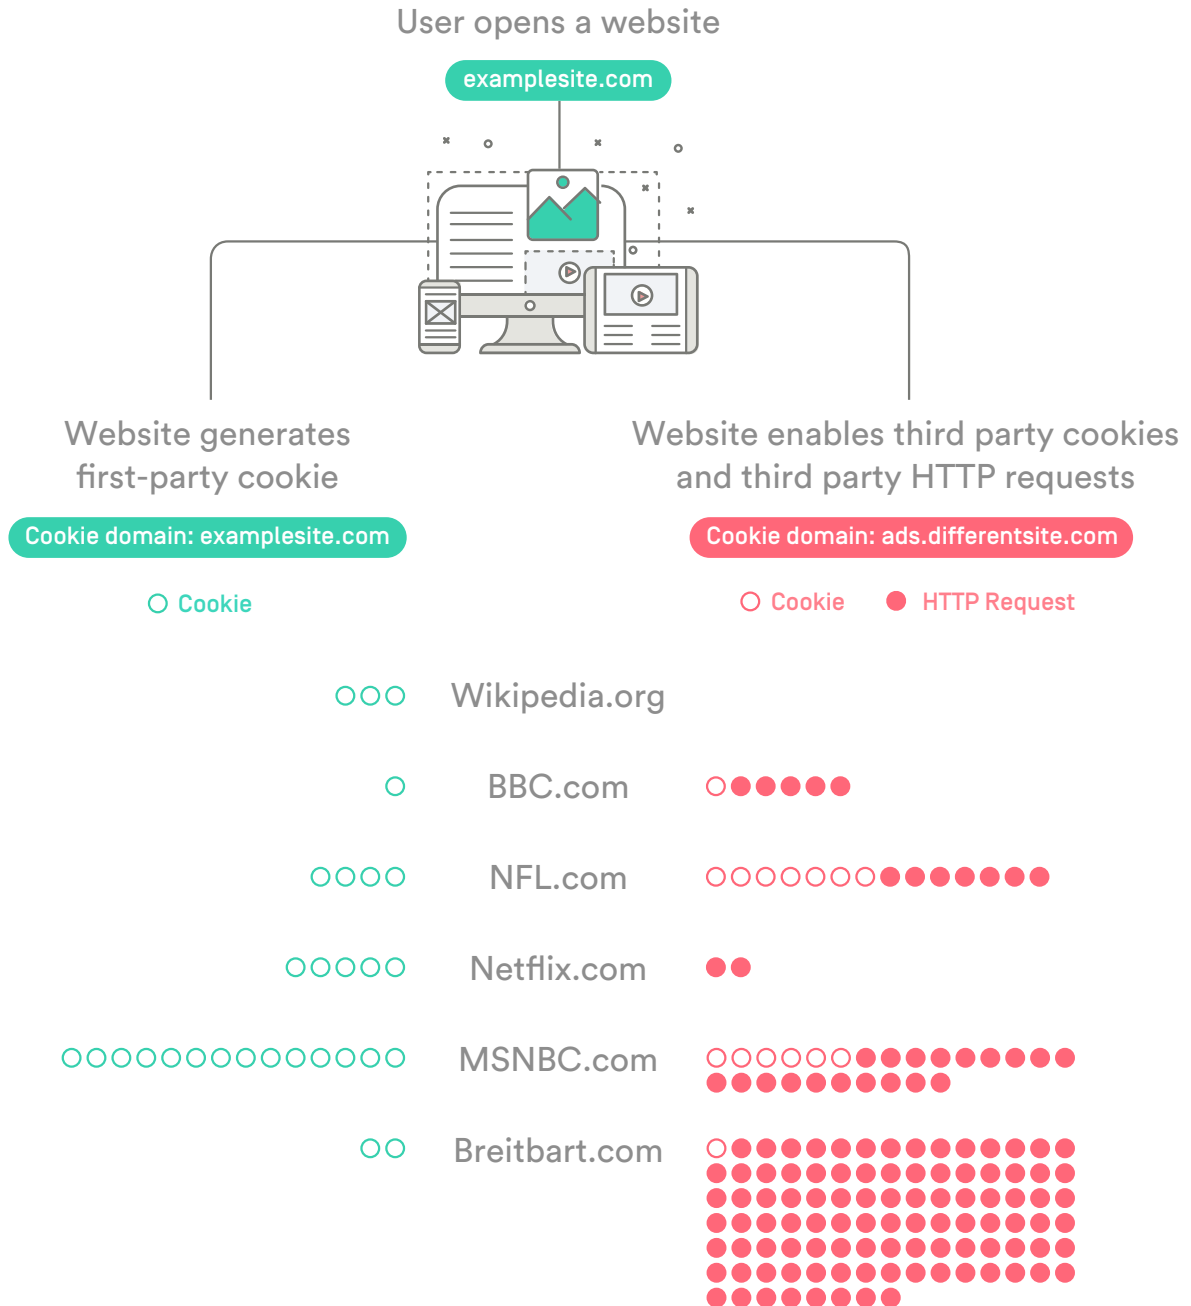 User opens a website
examplesite.com
Website generates
first-party cookie
Cookie domain: examplesite.com
Cookie
Website enables third party cookies
and third party HTTP requests
Cookie domain: ads.differentsite.com
Cookie HTTP Request
Wikipedia.org
BBC.com
NFL.com
Netflix.com
MSNBC.com
Breitbart.com